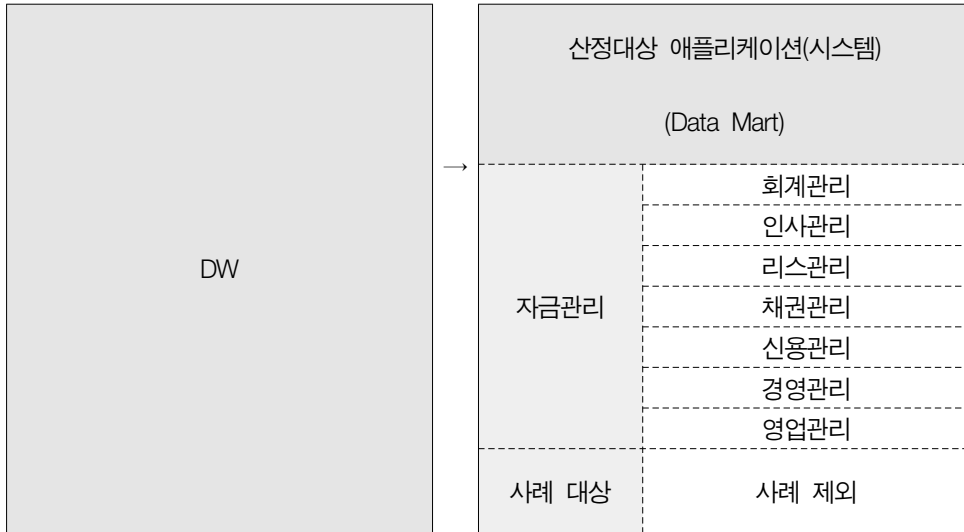 DW
→
산정대상 애플리케이션(시스템)
(Data Mart)
자금관리
회계관리
인사관리
리스관리
채권관리
신용관리
경영관리
영업관리
사례 대상
사례 제외